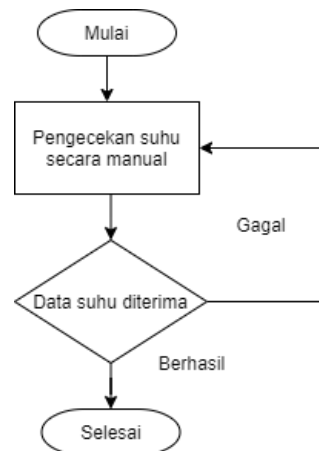 Mulai
Pengecekan suhu
secara manual
Gagal
Data suhu diterima
Berhasil
Selesai